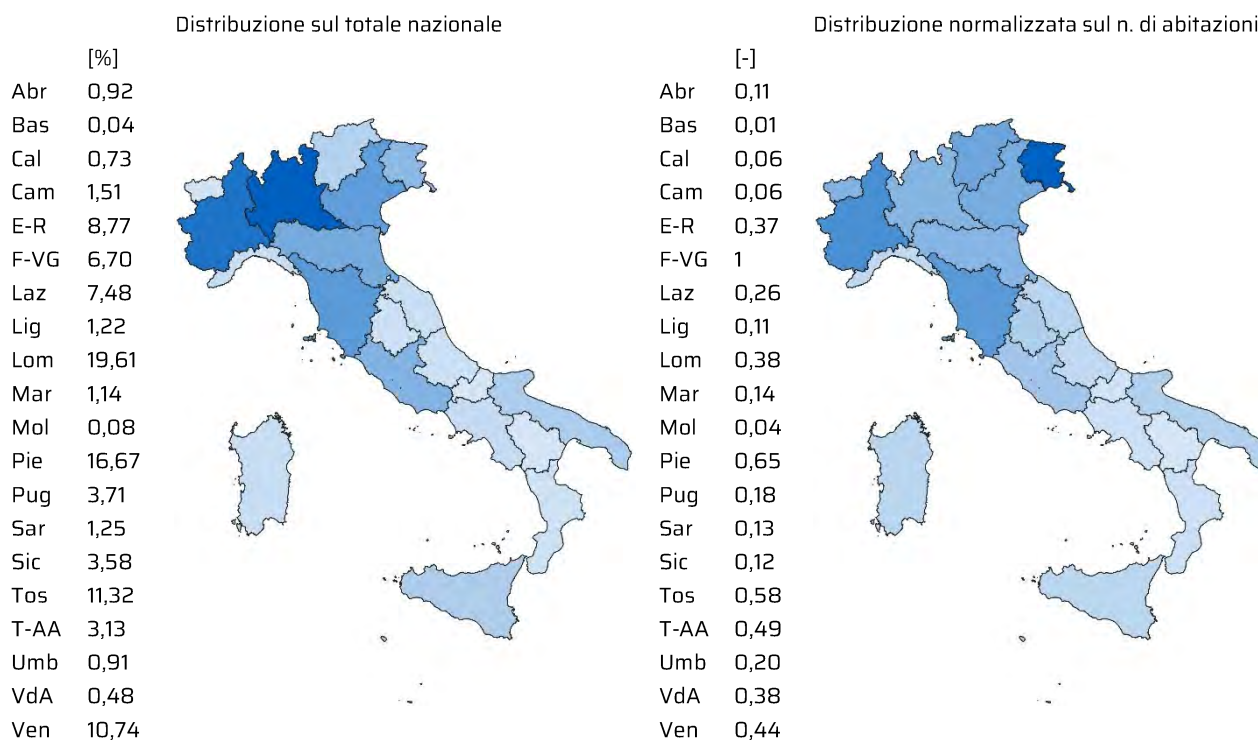 Distribuzione sul totale nazionale
[%]
Abr 0,92
Bas 0,04
Cal 0,73
Cam 1,51
E-R 8,77
F-VG 6,70
Laz 7,48
Lig 1,22
Lom 19,61
Mar 1,14
Mol 0,08
Pie 16,67
Pug 3,71
Sar 1,25
Sic 3,58
Tos 11,32
T-AA 3,13
Umb 0,91
VdA 0,48
Ven 10,74
Distribuzione normalizzata sul n. di abitazioni
[-]
Abr 0,11
Bas 0,01
Cal 0,06
Cam 0,06
E-R 0,37
F-VG 1
Laz 0,26
Lig 0,11
Lom 0,38
Mar 0,14
Mol 0,04
Pie 0,65
Pug 0,18
Sar 0,13
Sic 0,12
Tos 0,58
T-AA 0,49
Umb 0,20
VdA 0,38
Ven 0,44